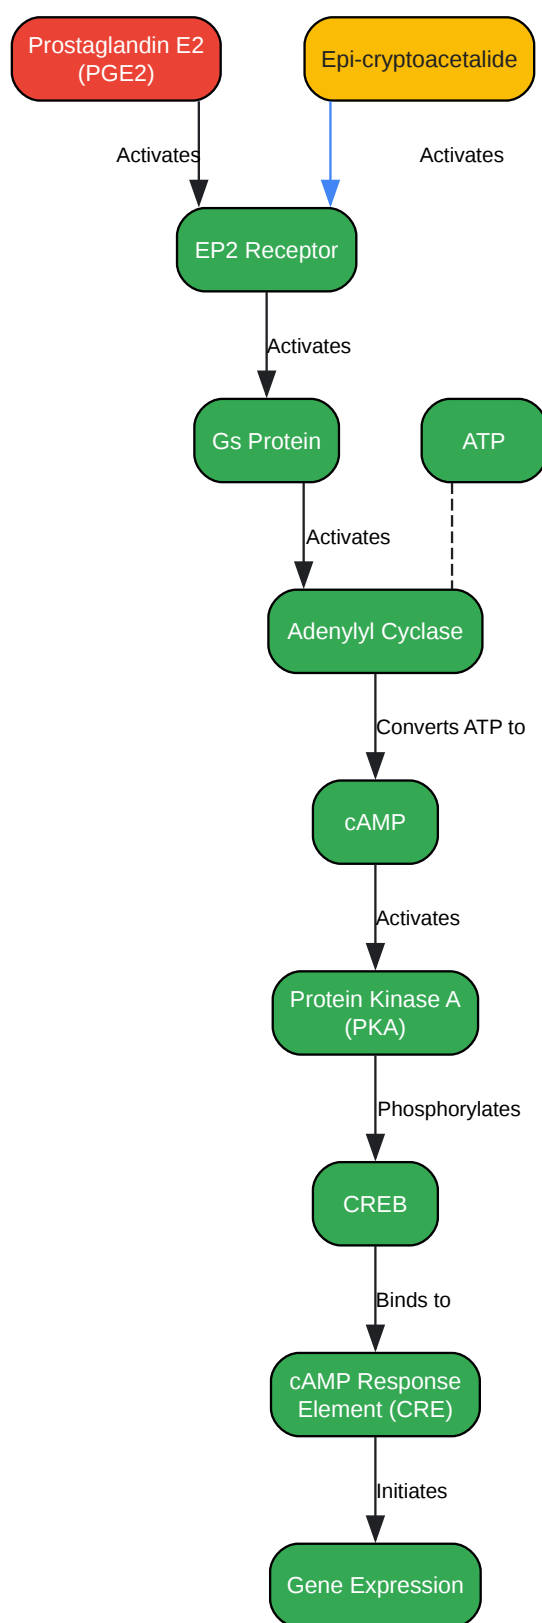 Prostaglandin E2
(PGE2)
Epi-cryptoacetalide
Activates
Activates
EP2 Receptor
Activates
Gs Protein
ATP
Activates
Adenylyl Cyclase
Converts ATP to
cAMP
Activates
Protein Kinase A
(PKA)
Phosphorylates
CREB
Binds to
cAMP Response
Element (CRE)
Initiates
Gene Expression